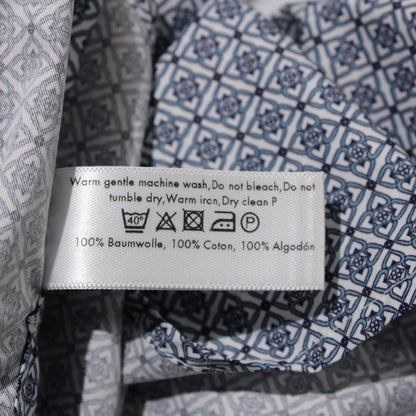 Warm gentle machine wash,Do not bleach,Do not
tumble dry,Warm iron,Dry clean P
40° P
100% Baumwolle, 100% Coton, 100% Algodón